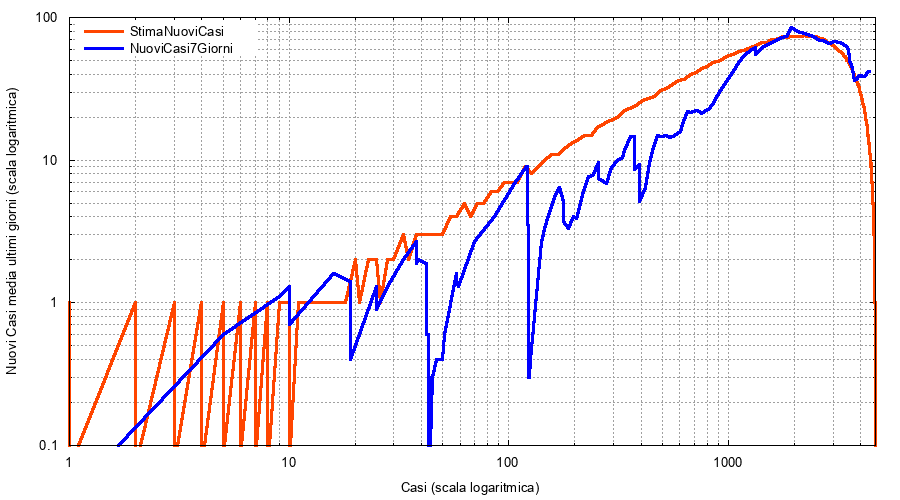 100
StimaNuoviCasi
NuoviCasi7Giorni
10
1
0.1
Nuovi Casi media ultimi giorni (scala logaritmica)
1
10
100
1000
Casi (scala logaritmica)